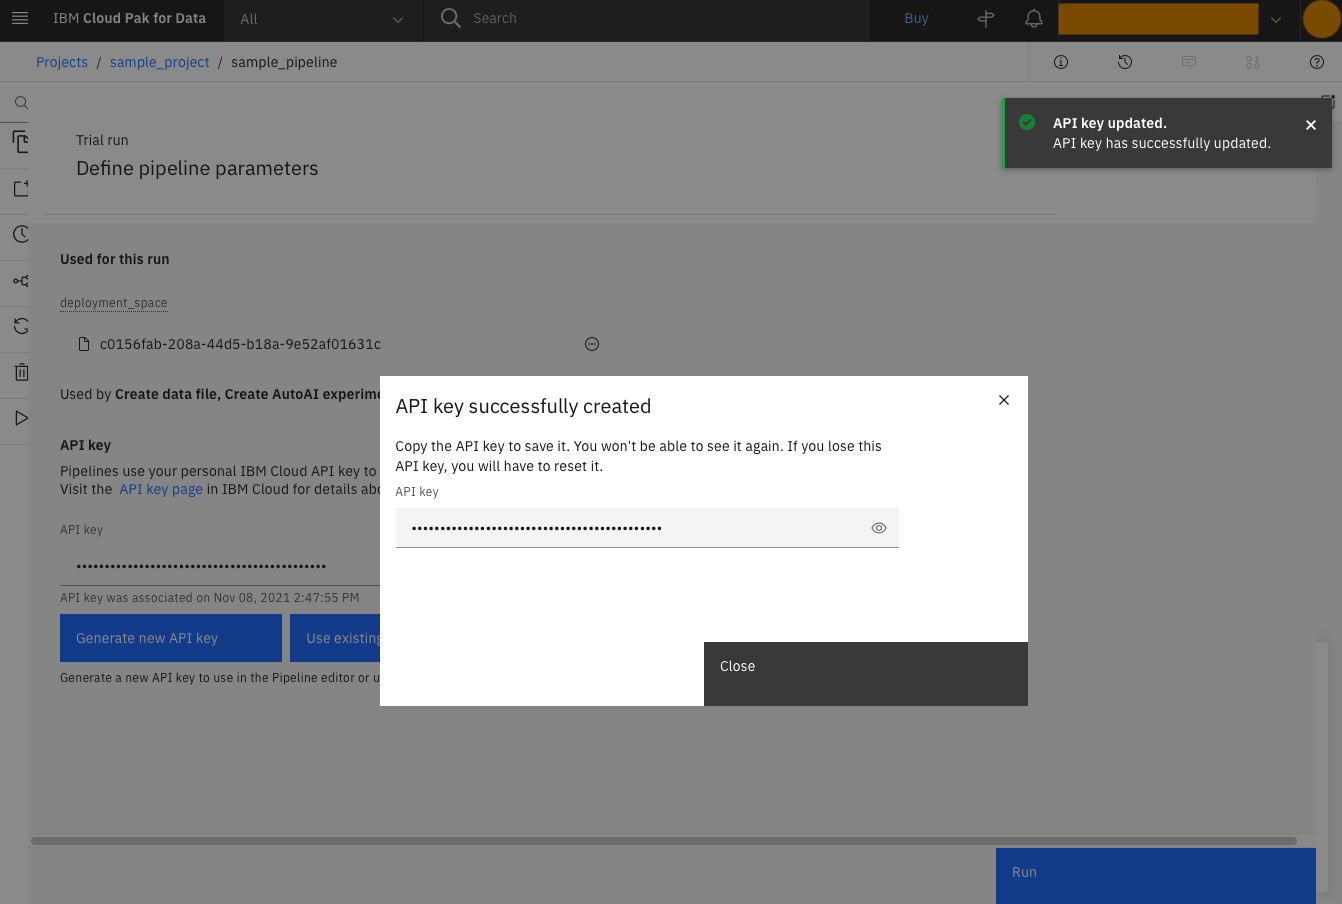 IBM Cloud Pak for Data
All
Search
Buy
Projects / sample_project / sample_pipeline
API key updated.
API key has successfully updated.
Trial run
Define pipeline parameters
Used for this run
deployment_space
c0156fab-208a-44d5-b18a-9e52af01631c
Used by Create data file, Create AutoAI experime
API key
Pipelines use your personal IBM Cloud API key to
Visit the API key page in IBM Cloud for details abo
API key
••••••••••••••••••••••••••••••••••••••••••••
API key was associated on Nov 08, 2021 2:47:55 PM
Generate new API key
Use existing
Generate a new API key to use in the Pipeline editor or u
API key successfully created
Copy the API key to save it. You won't be able to see it again. If you lose this
API key, you will have to reset it.
API key
••••••••••••••••••••••••••••••••••••••••••••
Close
Run